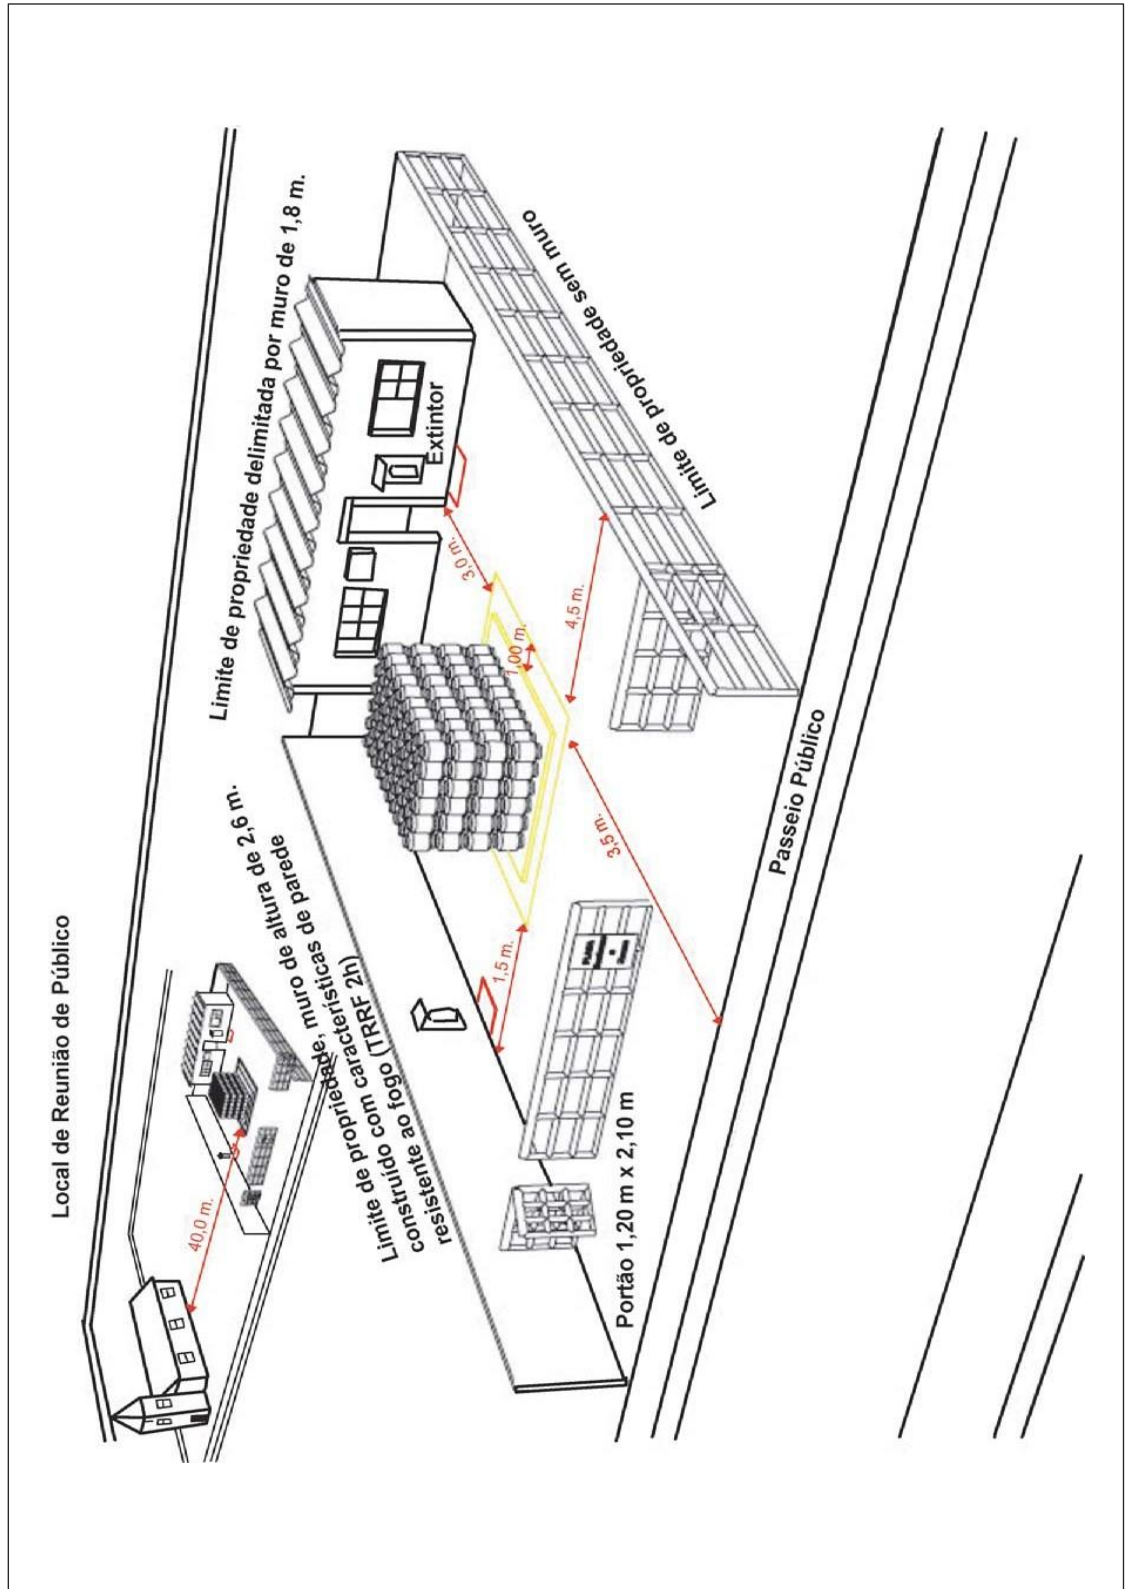 Local de Reunião de Público
40,0 m.
Limite de propriedade delimitada por muro de 1,8 m.
Limite de propriedade, muro de altura de 2,6 m.
construido com características de parede
resistente ao fogo (TRRF 2h)
Extintor
3,0 m.
1,00 m.
4,5 m.
1,5 m.
3,5 m.
Limite de propriedade sem muro
Portão 1,20 m x 2,10 m
Passeio Público